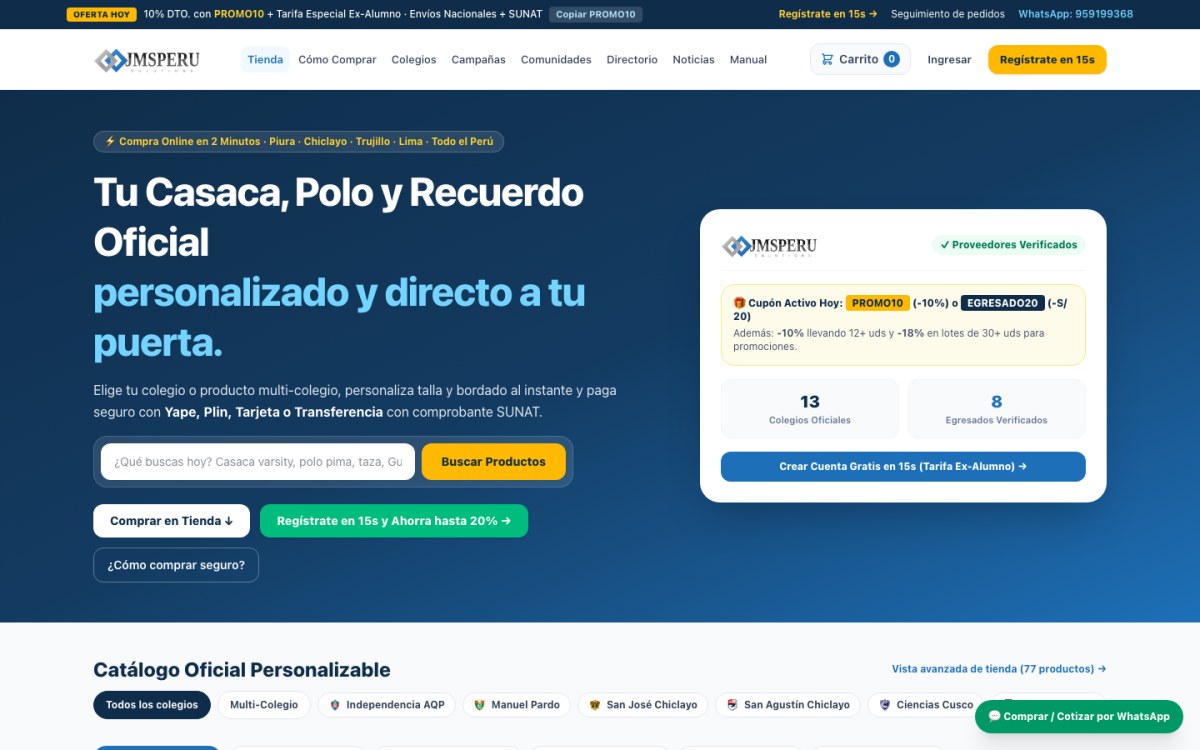 OFERTA HOY 10% DTO. con PROMO10 + Tarifa Especial Ex-Alumno · Envíos Nacionales + SUNAT Copiar PROMO10 Regístrate en 15s → Seguimiento de pedidos WhatsApp: 959199368
JMSPERU SOLUTIONS Tienda Cómo Comprar Colegios Campañas Comunidades Directorio Noticias Manual Carrito 0 Ingresar Regístrate en 15s
⚡ Compra Online en 2 Minutos · Piura · Chiclayo · Trujillo · Lima · Todo el Perú
Tu Casaca, Polo y Recuerdo
Oficial
personalizado y directo a tu
puerta.
Elige tu colegio o producto multi-colegio, personaliza talla y bordado al instante y paga
seguro con Yape, Plin, Tarjeta o Transferencia con comprobante SUNAT.
¿Qué buscas hoy? Casaca varsity, polo pima, taza, Gu Buscar Productos
Comprar en Tienda ↓ Regístrate en 15s y Ahorra hasta 20% →
¿Cómo comprar seguro?
JMSPERU SOLUTIONS ✓ Proveedores Verificados
🎁 Cupón Activo Hoy: PROMO10 (-10%) o EGRESADO20 (-S/
20)
Además: -10% llevando 12+ uds y -18% en lotes de 30+ uds para
promociones.
13 8
Colegios Oficiales Egresados Verificados
Crear Cuenta Gratis en 15s (Tarifa Ex-Alumno) →
Catálogo Oficial Personalizable Vista avanzada de tienda (77 productos) →
Todos los colegios Multi-Colegio Independencia AQP Manuel Pardo San José Chiclayo San Agustín Chiclayo Ciencias Cusco
💬 Comprar / Cotizar por WhatsApp